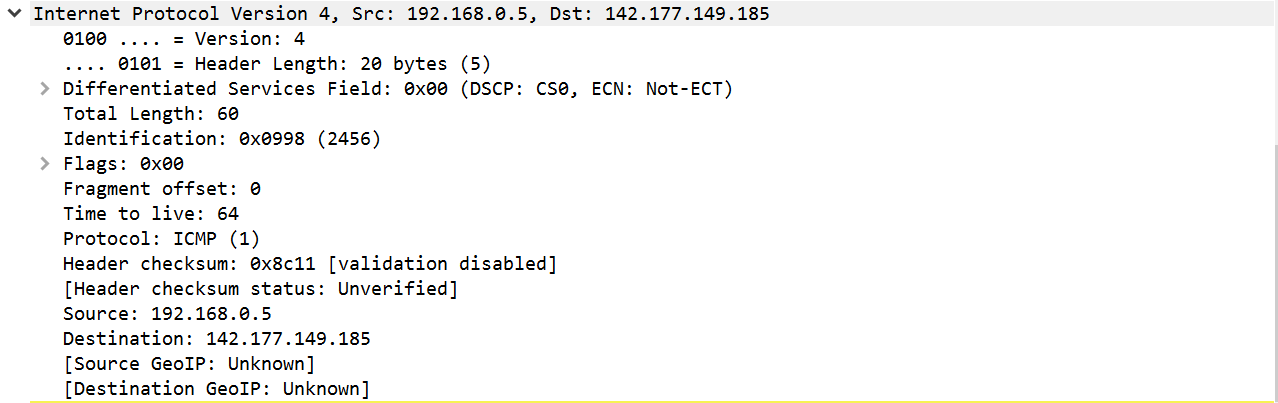 Internet Protocol Version 4, Src: 192.168.0.5, Dst: 142.177.149.185
0100 .... = Version: 4
.... 0101 = Header Length: 20 bytes (5)
Differentiated Services Field: 0x00 (DSCP: CS0, ECN: Not-ECT)
Total Length: 60
Identification: 0x0998 (2456)
Flags: 0x00
Fragment offset: 0
Time to live: 64
Protocol: ICMP (1)
Header checksum: 0x8c11 [validation disabled]
[Header checksum status: Unverified]
Source: 192.168.0.5
Destination: 142.177.149.185
[Source GeoIP: Unknown]
[Destination GeoIP: Unknown]